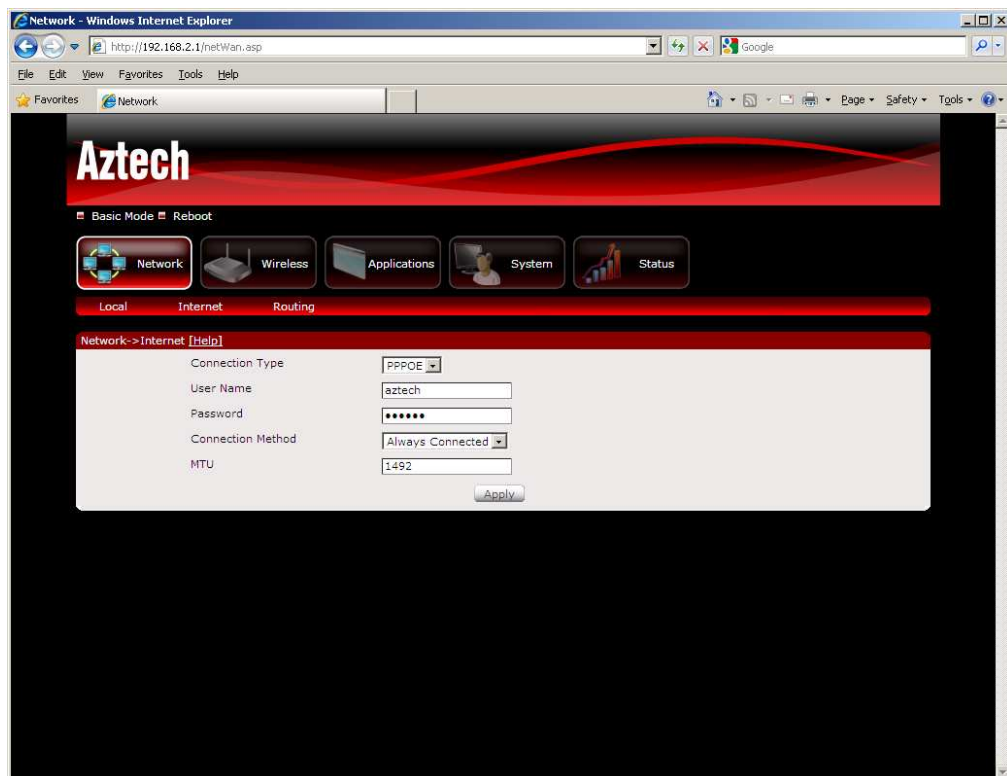 Network - Windows Internet Explorer
http://192.168.2.1/netWan.asp
Google
File Edit View Favorites Tools Help
Favorites Network Page Safety Tools
Aztech
Basic Mode Reboot
Network Wireless Applications System Status
Local Internet Routing
Network->Internet [Help]
Connection Type PPPOE
User Name aztech
Password ••••••
Connection Method Always Connected
MTU 1492
Apply